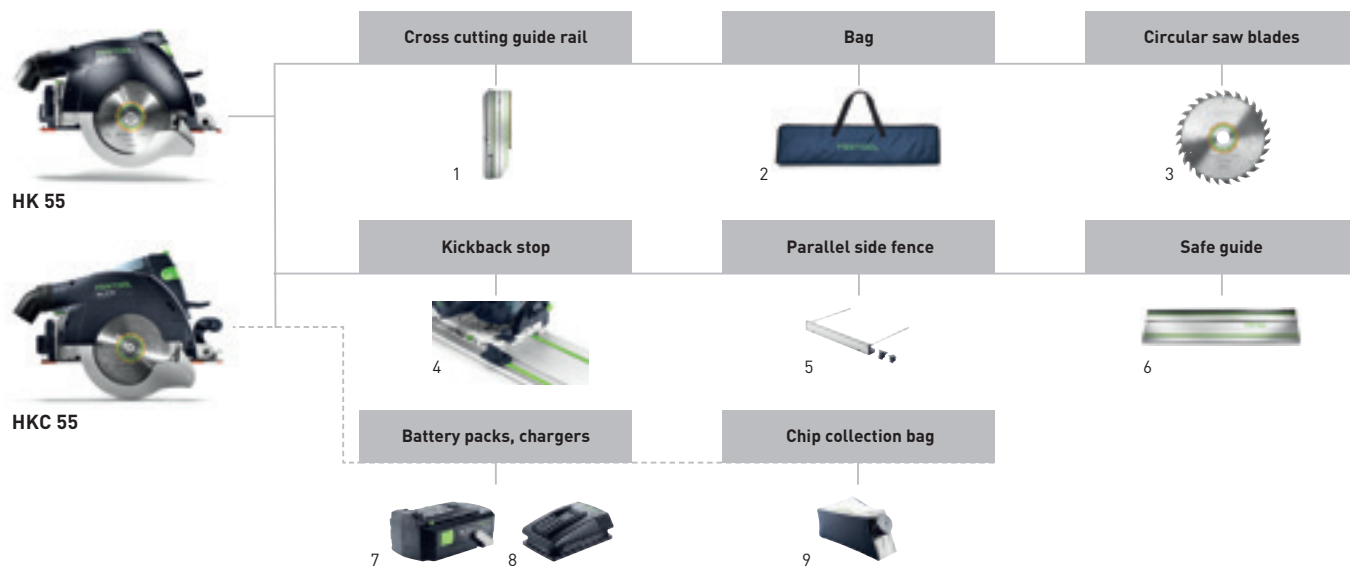 Cross cutting guide rail
Bag
Circular saw blades
FESTOOL
1
2
3
HK 55
Kickback stop
Parallel side fence
Safe guide
4
5
6
HKC 55
Battery packs, chargers
Chip collection bag
7
8
9